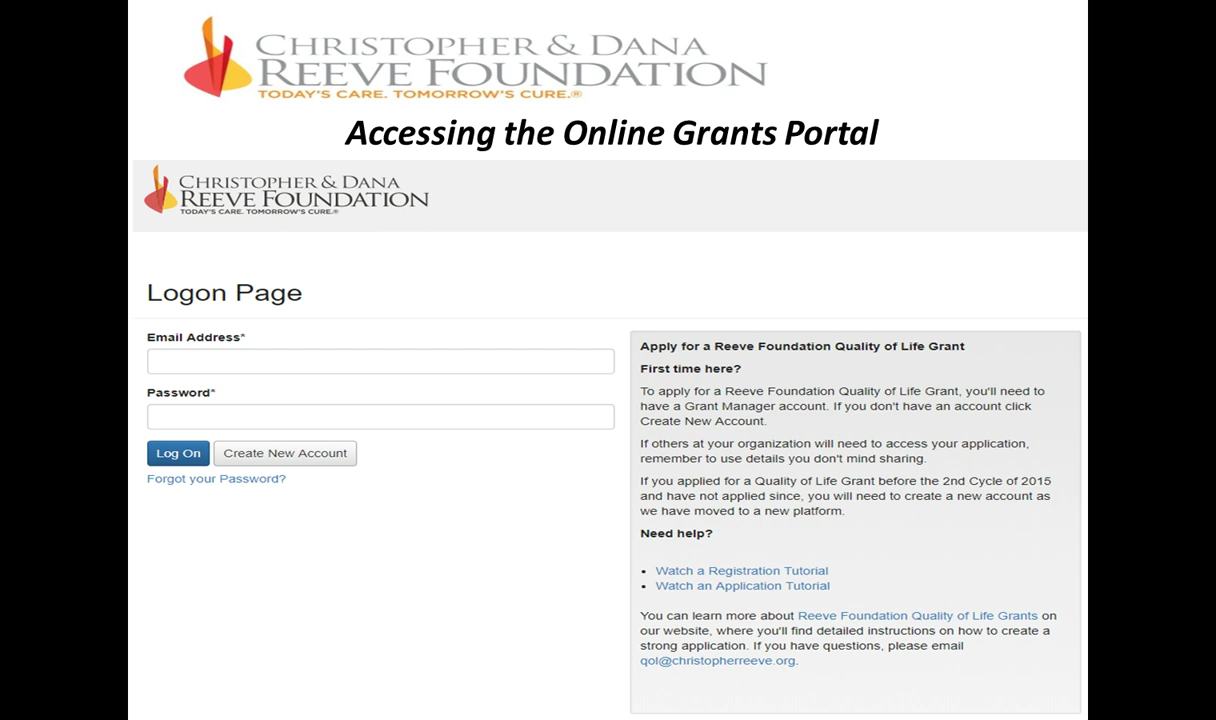 CHRISTOPHER & DANA
REEVE FOUNDATION
TODAY'S CARE. TOMORROW'S CURE.®
Accessing the Online Grants Portal
CHRISTOPHER & DANA
REEVE FOUNDATION
TODAY'S CARE. TOMORROW'S CURE.®
Logon Page
Email Address*
Password*
Log On
Create New Account
Forgot your Password?
Apply for a Reeve Foundation Quality of Life Grant
First time here?
To apply for a Reeve Foundation Quality of Life Grant, you'll need to
have a Grant Manager account. If you don't have an account click
Create New Account.
If others at your organization will need to access your application,
remember to use details you don't mind sharing.
If you applied for a Quality of Life Grant before the 2nd Cycle of 2015
and have not applied since, you will need to create a new account as
we have moved to a new platform.
Need help?
• Watch a Registration Tutorial
• Watch an Application Tutorial
You can learn more about Reeve Foundation Quality of Life Grants on
our website, where you'll find detailed instructions on how to create a
strong application. If you have questions, please email
qol@christopherreeve.org.